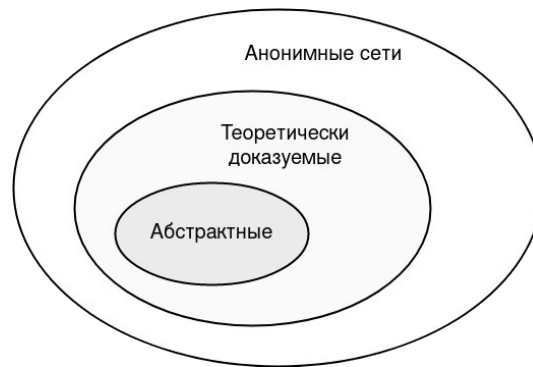 Анонимные сети
Теоретически
доказуемые
Абстрактные